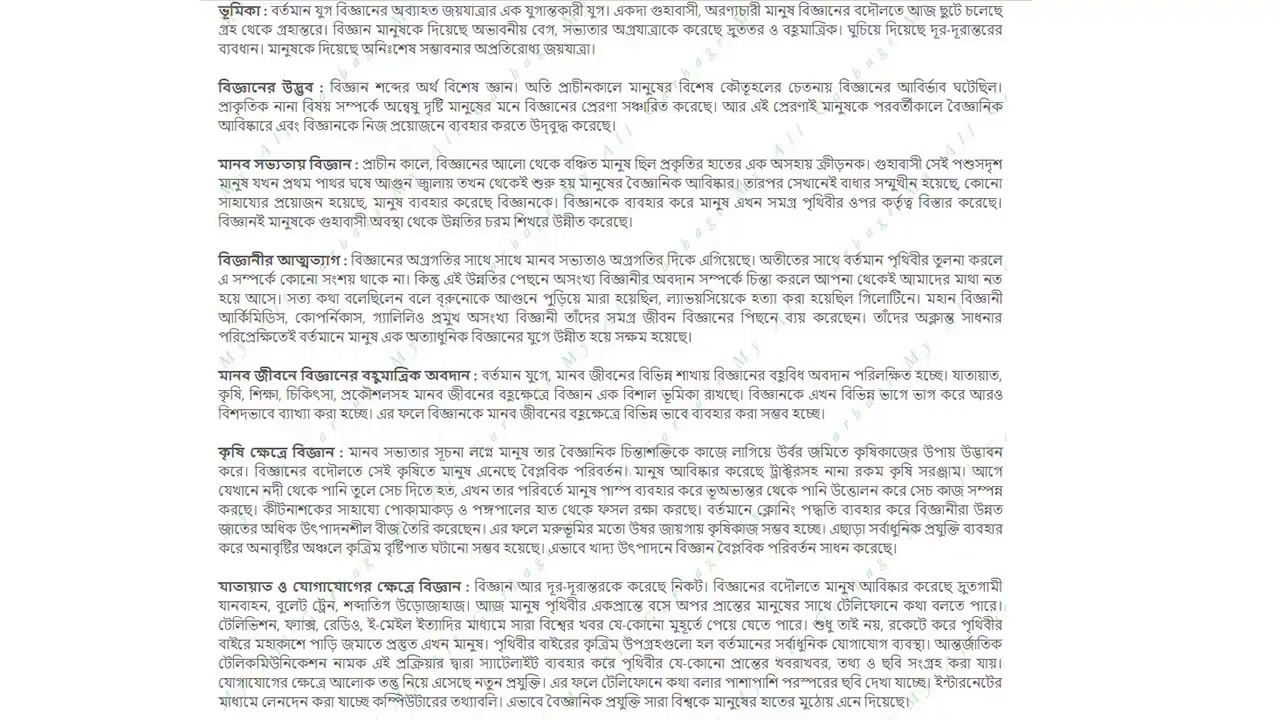 ভূমিকা : বর্তমান যুগ বিজ্ঞানের অব্যাহত জয়যাত্রার এক যুগান্তকারী যুগ। একদা গুহাবাসী, অরণ্যচারী মানুষ বিজ্ঞানের বদৌলতে আজ ছুটে চলেছে
গ্রহ থেকে গ্রহান্তরে। বিজ্ঞান মানুষকে দিয়েছে অভাবনীয় বেগ, সভ্যতার অগ্রযাত্রাকে করেছে দ্রুততর ও বহুমাত্রিক। ঘুচিয়ে দিয়েছে দূর-দূরান্তরের
ব্যবধান। মানুষকে দিয়েছে অনিঃশেষ সম্ভাবনার অপ্রতিরোধ্য জয়যাত্রা।
বিজ্ঞানের উদ্ভব : বিজ্ঞান শব্দের অর্থ বিশেষ জ্ঞান। অতি প্রাচীনকালে মানুষের বিশেষ কৌতূহলের চেতনায় বিজ্ঞানের আবির্ভাব ঘটেছিল।
প্রাকৃতিক নানা বিষয় সম্পর্কে অন্বেষু দৃষ্টি মানুষের মনে বিজ্ঞানের প্রেরণা সঞ্চারিত করেছে। আর এই প্রেরণাই মানুষকে পরবর্তীকালে বৈজ্ঞানিক
আবিষ্কারে এবং বিজ্ঞানকে নিজ প্রয়োজনে ব্যবহার করতে উদ্‌বুদ্ধ করেছে।
মানব সভ্যতায় বিজ্ঞান : প্রাচীন কালে, বিজ্ঞানের আলো থেকে বঞ্চিত মানুষ ছিল প্রকৃতির হাতের এক অসহায় ক্রীড়নক। গুহাবাসী সেই পশুসদৃশ
মানুষ যখন প্রথম পাথর ঘষে আগুন জ্বালায় তখন থেকেই শুরু হয় মানুষের বৈজ্ঞানিক আবিষ্কার। তারপর সেখানেই বাধার সম্মুখীন হয়েছে, কোনো
সাহায্যের প্রয়োজন হয়েছে, মানুষ ব্যবহার করেছে বিজ্ঞানকে। বিজ্ঞানকে ব্যবহার করে মানুষ এখন সমগ্র পৃথিবীর ওপর কর্তৃত্ব বিস্তার করেছে।
বিজ্ঞানই মানুষকে গুহাবাসী অবস্থা থেকে উন্নতির চরম শিখরে উন্নীত করেছে।
বিজ্ঞানীর আত্মত্যাগ : বিজ্ঞানের অগ্রগতির সাথে সাথে মানব সভ্যতাও অগ্রগতির দিকে এগিয়েছে। অতীতের সাথে বর্তমান পৃথিবীর তুলনা করলে
এ সম্পর্কে কোনো সংশয় থাকে না। কিন্তু এই উন্নতির পেছনে অসংখ্য বিজ্ঞানীর অবদান সম্পর্কে চিন্তা করলে আপনা থেকেই আমাদের মাথা নত
হয়ে আসে। সত্য কথা বলেছিলেন বলে ব্রুনোকে আগুনে পুড়িয়ে মারা হয়েছিল, ল্যাভয়সিয়েকে হত্যা করা হয়েছিল গিলোটিনে। মহান বিজ্ঞানী
আর্কিমিডিস, কোপর্নিকাস, গ্যালিলিও প্রমুখ অসংখ্য বিজ্ঞানী তাঁদের সমগ্র জীবন বিজ্ঞানের পিছনে ব্যয় করেছেন। তাঁদের অক্লান্ত সাধনার
পরিপ্রেক্ষিতেই বর্তমানে মানুষ এক অত্যাধুনিক বিজ্ঞানের যুগে উন্নীত হয়ে সক্ষম হয়েছে।
মানব জীবনে বিজ্ঞানের বহুমাত্রিক অবদান : বর্তমান যুগে, মানব জীবনের বিভিন্ন শাখায় বিজ্ঞানের বহুবিধ অবদান পরিলক্ষিত হচ্ছে। যাতায়াত,
কৃষি, শিক্ষা, চিকিৎসা, প্রকৌশলসহ মানব জীবনের বহুক্ষেত্রে বিজ্ঞান এক বিশাল ভূমিকা রাখছে। বিজ্ঞানকে এখন বিভিন্ন ভাগে ভাগ করে আরও
বিশদভাবে ব্যাখ্যা করা হচ্ছে। এর ফলে বিজ্ঞানকে মানব জীবনের বহুক্ষেত্রে বিভিন্ন ভাবে ব্যবহার করা সম্ভব হচ্ছে।
কৃষি ক্ষেত্রে বিজ্ঞান : মানব সভ্যতার সূচনা লগ্নে মানুষ তার বৈজ্ঞানিক চিন্তাশক্তিকে কাজে লাগিয়ে উর্বর জমিতে কৃষিকাজের উপায় উদ্ভাবন
করে। বিজ্ঞানের বদৌলতে সেই কৃষিতে মানুষ এনেছে বৈপ্লবিক পরিবর্তন। মানুষ আবিষ্কার করেছে ট্রাক্টরসহ নানা রকম কৃষি সরঞ্জাম। আগে
যেখানে নদী থেকে পানি তুলে সেচ দিতে হত, এখন তার পরিবর্তে মানুষ পাম্প ব্যবহার করে ভূঅভ্যন্তর থেকে পানি উত্তোলন করে সেচ কাজ সম্পন্ন
করছে। কীটনাশকের সাহায্যে পোকামাকড় ও পঙ্গপালের হাত থেকে ফসল রক্ষা করছে। বর্তমানে ক্লোনিং পদ্ধতি ব্যবহার করে বিজ্ঞানীরা উন্নত
জাতের অধিক উৎপাদনশীল বীজ তৈরি করেছেন। এর ফলে মরুভূমির মতো উষর জায়গায় কৃষিকাজ সম্ভব হচ্ছে। এছাড়া সর্বাধুনিক প্রযুক্তি ব্যবহার
করে অনাবৃষ্টির অঞ্চলে কৃত্রিম বৃষ্টিপাত ঘটানো সম্ভব হয়েছে। এভাবে খাদ্য উৎপাদনে বিজ্ঞান বৈপ্লবিক পরিবর্তন সাধন করেছে।
যাতায়াত ও যোগাযোগের ক্ষেত্রে বিজ্ঞান : বিজ্ঞান আর দূর-দূরান্তরকে করেছে নিকট। বিজ্ঞানের বদৌলতে মানুষ আবিষ্কার করেছে দ্রুতগামী
যানবাহন, বুলেট ট্রেন, শব্দাতিগ উড়োজাহাজ। আজ মানুষ পৃথিবীর একপ্রান্তে বসে অপর প্রান্তের মানুষের সাথে টেলিফোনে কথা বলতে পারে।
টেলিভিশন, ফ্যাক্স, রেডিও, ই-মেইল ইত্যাদির মাধ্যমে সারা বিশ্বের খবর যে-কোনো মুহূর্তে পেয়ে যেতে পারে। শুধু তাই নয়, রকেটে করে পৃথিবীর
বাইরে মহাকাশে পাড়ি জমাতে প্রস্তুত এখন মানুষ। পৃথিবীর বাইরের কৃত্রিম উপগ্রহগুলো হল বর্তমানের সর্বাধুনিক যোগাযোগ ব্যবস্থা। আন্তর্জাতিক
টেলিকমিউনিকেশন নামক এই প্রক্রিয়ার দ্বারা স্যাটেলাইট ব্যবহার করে পৃথিবীর যে-কোনো প্রান্তের খবরাখবর, তথ্য ও ছবি সংগ্রহ করা যায়।
যোগাযোগের ক্ষেত্রে আলোক তন্তু নিয়ে এসেছে নতুন প্রযুক্তি। এর ফলে টেলিফোনে কথা বলার পাশাপাশি পরস্পরের ছবি দেখা যাচ্ছে। ইন্টারনেটের
মাধ্যমে লেনদেন করা যাচ্ছে কম্পিউটারের তথ্যাবলি। এভাবে বৈজ্ঞানিক প্রযুক্তি সারা বিশ্বকে মানুষের হাতের মুঠোয় এনে দিয়েছে।